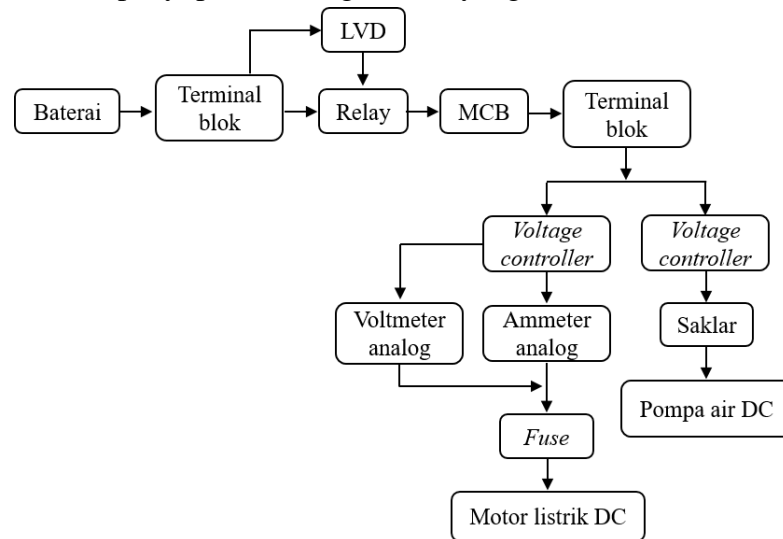 LVD
Baterai
Terminal
blok
Relay
MCB
Terminal
blok
Voltage
controller
Voltage
controller
Voltmeter
analog
Ammeter
analog
Saklar
Pompa air DC
Fuse
Motor listrik DC